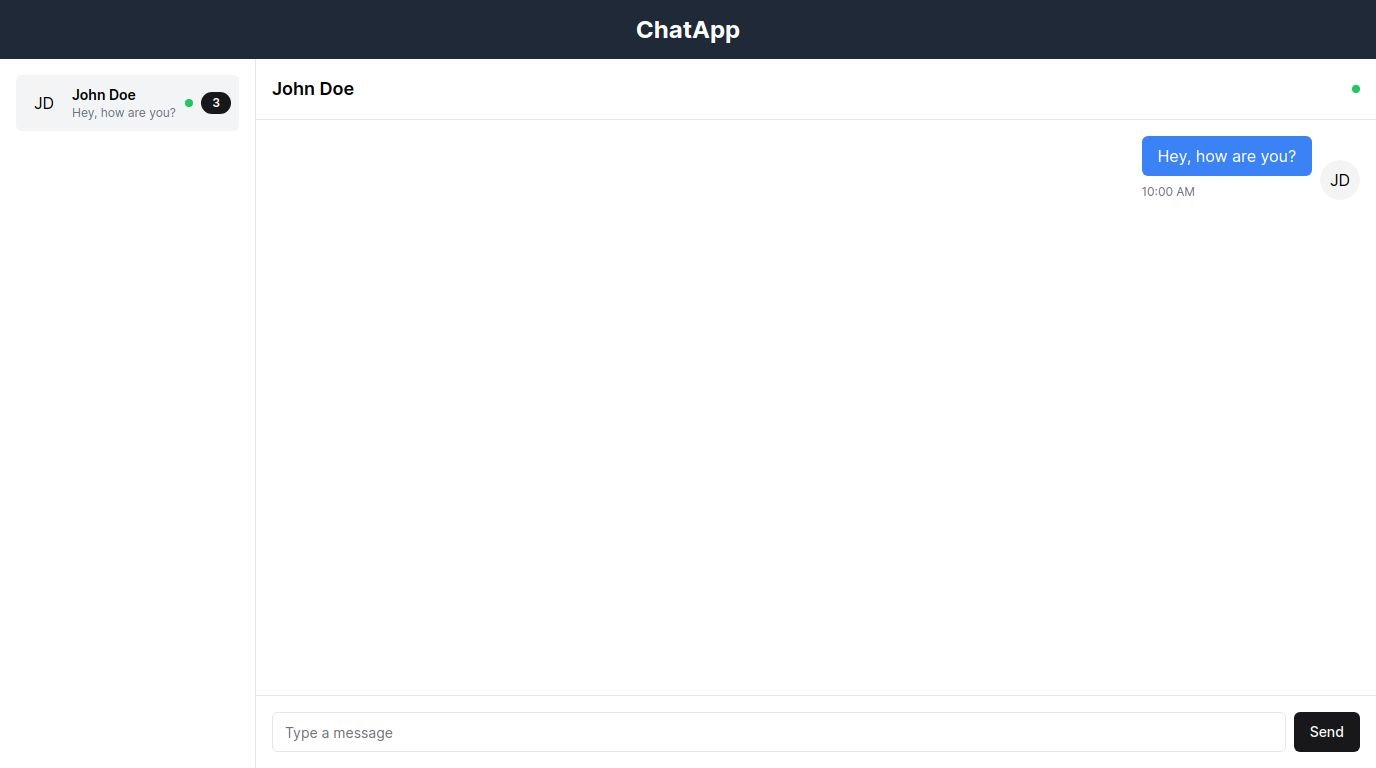 ChatApp
JD
John Doe
Hey, how are you?
3
John Doe
Hey, how are you?
10:00 AM
JD
Type a message
Send